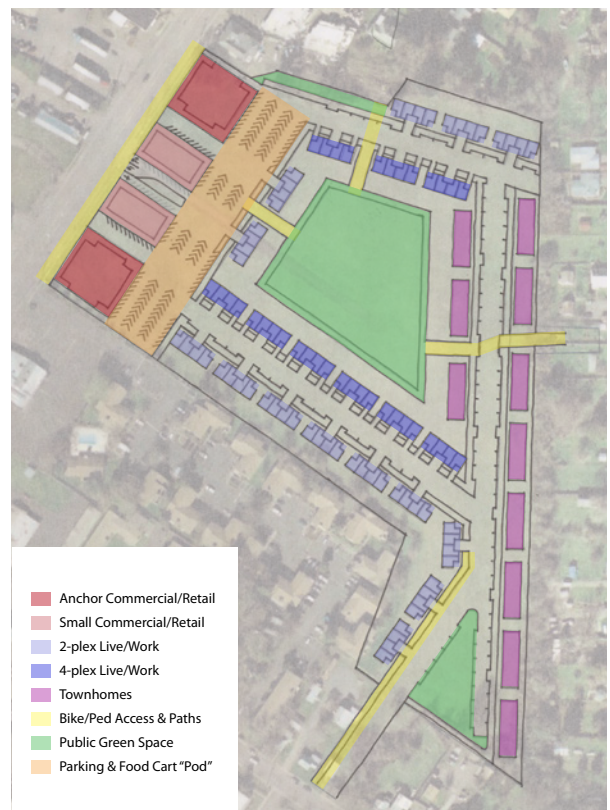 Anchor Commercial/Retail
Small Commercial/Retail
2-plex Live/Work
4-plex Live/Work
Townhomes
Bike/Ped Access & Paths
Public Green Space
Parking & Food Cart “Pod”